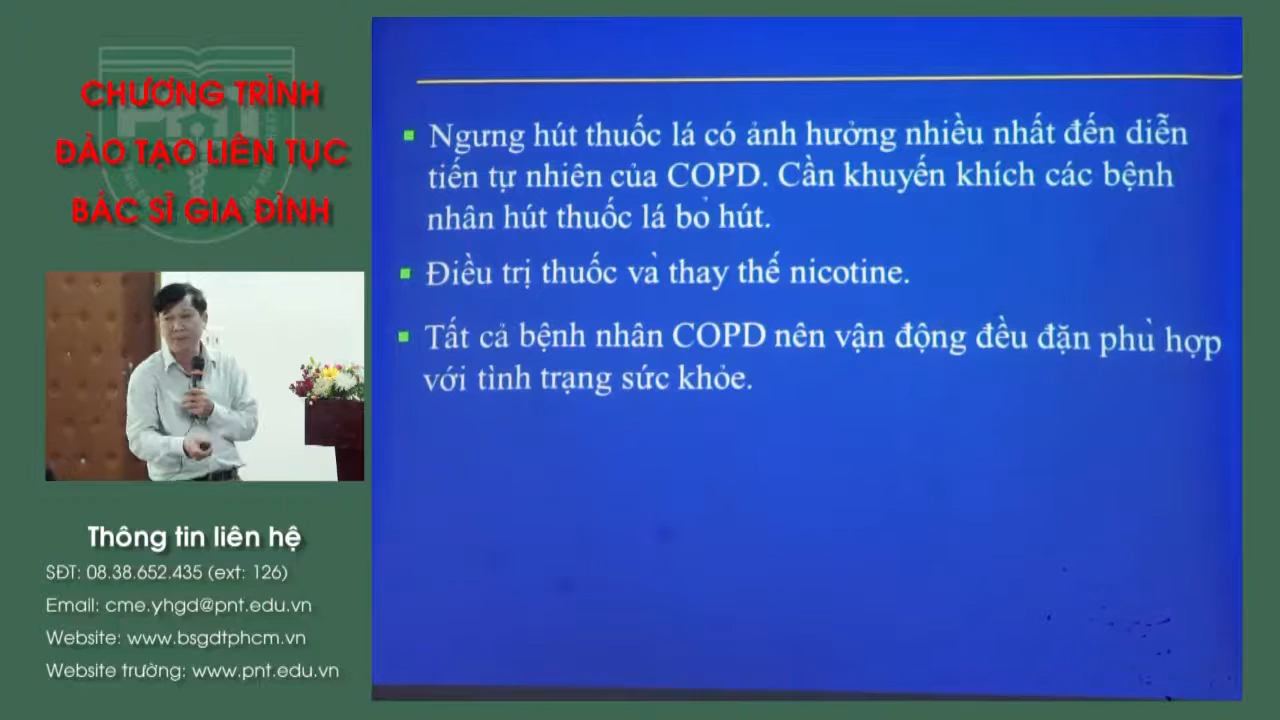 CHƯƠNG TRÌNH
ĐÀO TẠO LIÊN TỤC
BÁC SĨ GIA ĐÌNH
Ngưng hút thuốc lá có ảnh hưởng nhiều nhất đến diễn
tiến tự nhiên của COPD. Cần khuyến khích các bệnh
nhân hút thuốc lá bỏ hút.
Điều trị thuốc và thay thế nicotine.
Tất cả bệnh nhân COPD nên vận động đều đặn phù hợp
với tình trạng sức khỏe.
Thông tin liên hệ
SĐT: 08.38.652.435 (ext: 126)
Email: cme.yhgd@pnt.edu.vn
Website: www.bsgdtphcm.vn
Website trường: www.pnt.edu.vn